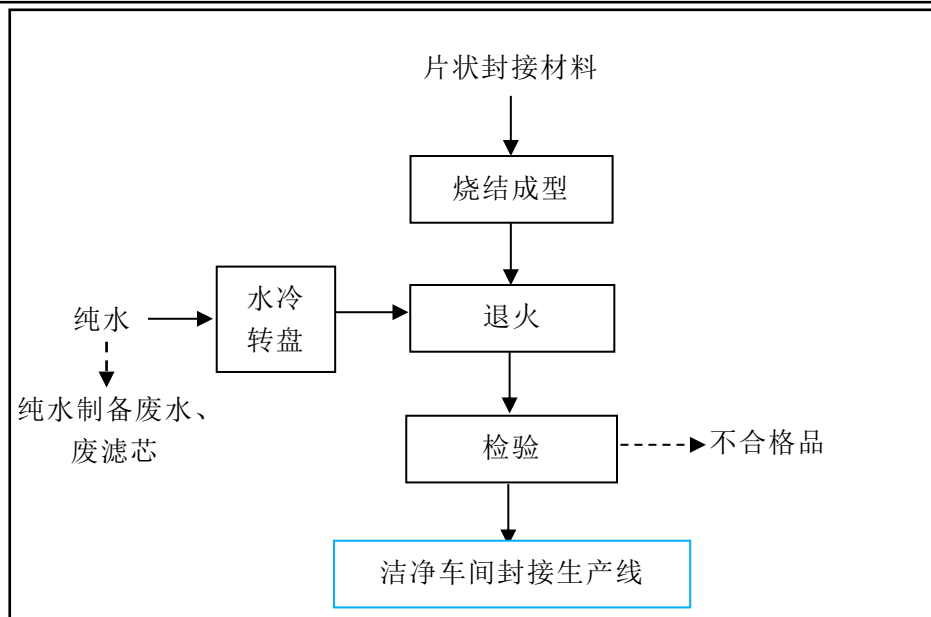 片状封接材料
烧结成型
水冷
转盘
纯水
退火
纯水制备废水、
废滤芯
检验
不合格品
洁净车间封接生产线